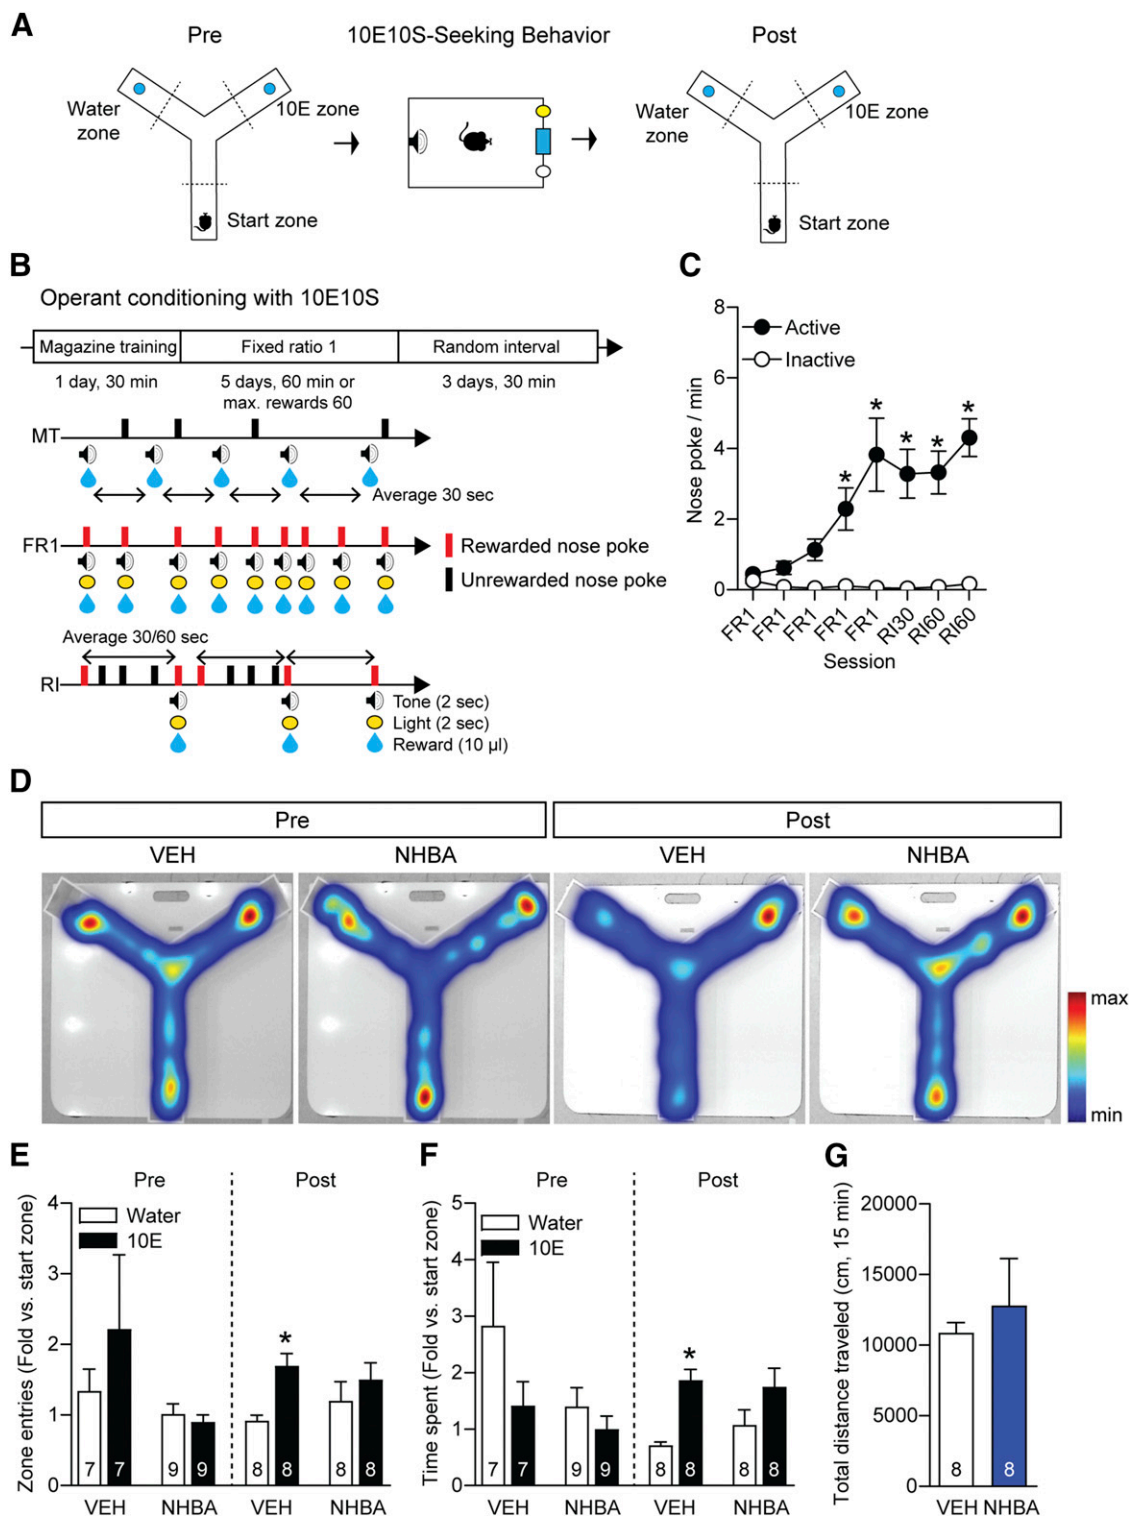 A
Pre
10E10S-Seeking Behavior
Post
Water zone
10E zone
Start zone
Water zone
10E zone
Start zone
B
Operant conditioning with 10E10S
Magazine training
Fixed ratio 1
Random interval
1 day, 30 min
5 days, 60 min or
max. rewards 60
3 days, 30 min
MT
Average 30 sec
FR1
Rewarded nose poke
Unrewarded nose poke
Average 30/60 sec
RI
Tone (2 sec)
Light (2 sec)
Reward (10 µl)
C
Nose poke / min
8
6
4
2
0
Active
Inactive
*
*
*
*
*
FR1
FR1
FR1
FR1
FR1
RI30
RI60
RI60
Session
D
Pre
Post
VEH
NHBA
VEH
NHBA
max
min
E
Pre
Post
Zone entries (Fold vs. start zone)
4
3
2
1
0
Water
10E
*
7
7
9
9
8
8
8
8
VEH
NHBA
VEH
NHBA
F
Pre
Post
Time spent (Fold vs. start zone)
5
4
3
2
1
0
Water
10E
*
7
7
9
9
8
8
8
8
VEH
NHBA
VEH
NHBA
G
Total distance traveled (cm, 15 min)
20000
15000
10000
5000
0
8
8
VEH
NHBA